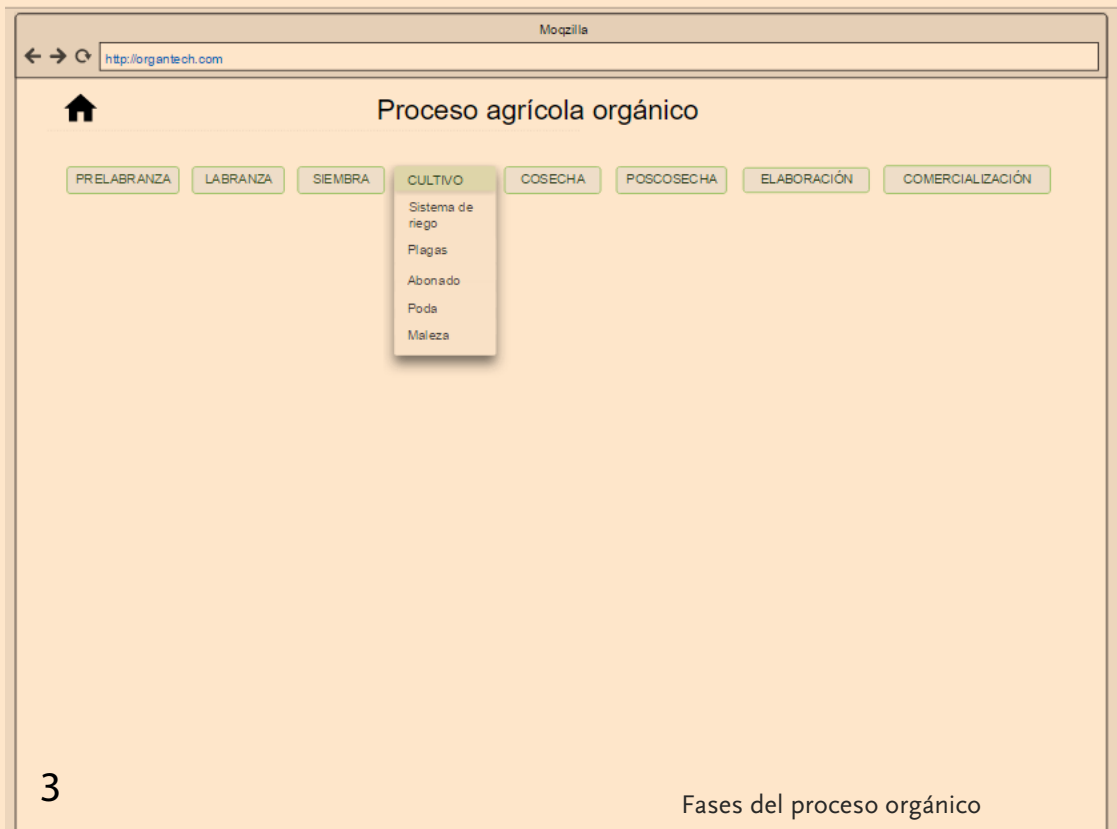 Moqzilla
http://organtech.com
Proceso agrícola orgánico
PRELABRANZA LABRANZA SIEMBRA CULTIVO COSECHA POSCOSECHA ELABORACIÓN COMERCIALIZACIÓN
Sistema de
riego
Plagas
Abonado
Poda
Maleza
3
Fases del proceso orgánico